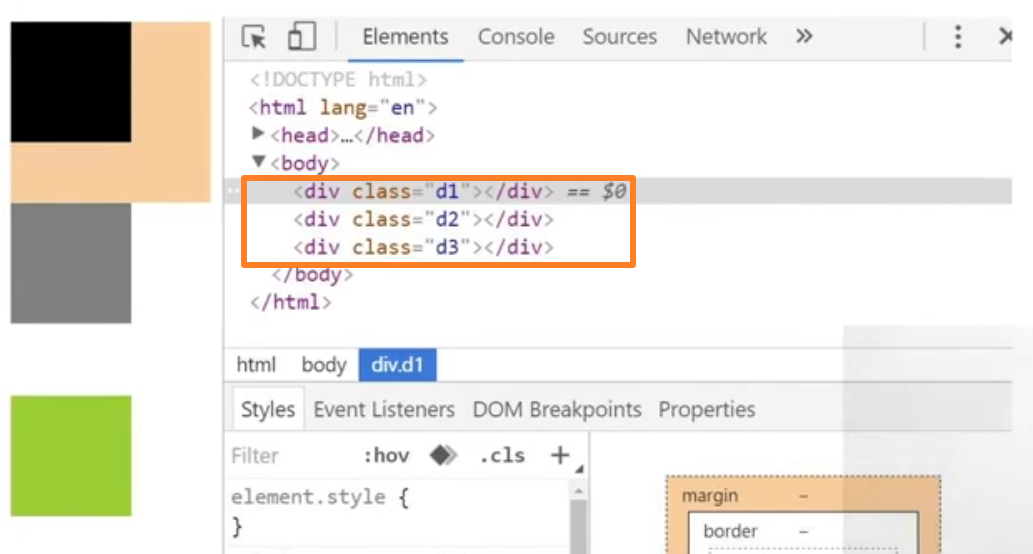 Elements Console Sources Network »
<!DOCTYPE html>
<html lang="en">
▶<head>…</head>
▼<body>
··· <div class="d1"></div> == $0
<div class="d2"></div>
<div class="d3"></div>
</body>
</html>
html body div.d1
Styles Event Listeners DOM Breakpoints Properties
Filter :hov .cls +
element.style {
}
margin –
border –